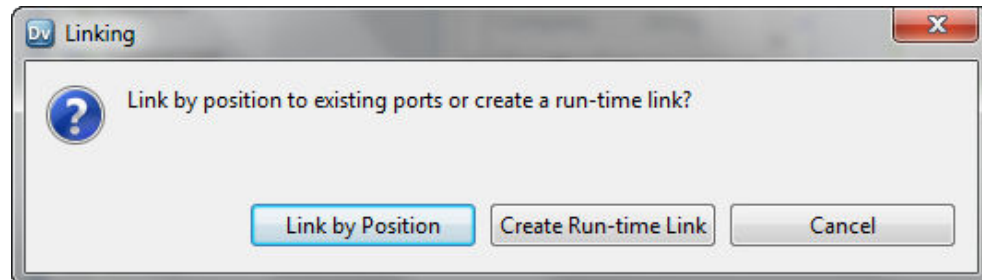 Dv Linking
X
Link by position to existing ports or create a run-time link?
Link by Position Create Run-time Link Cancel